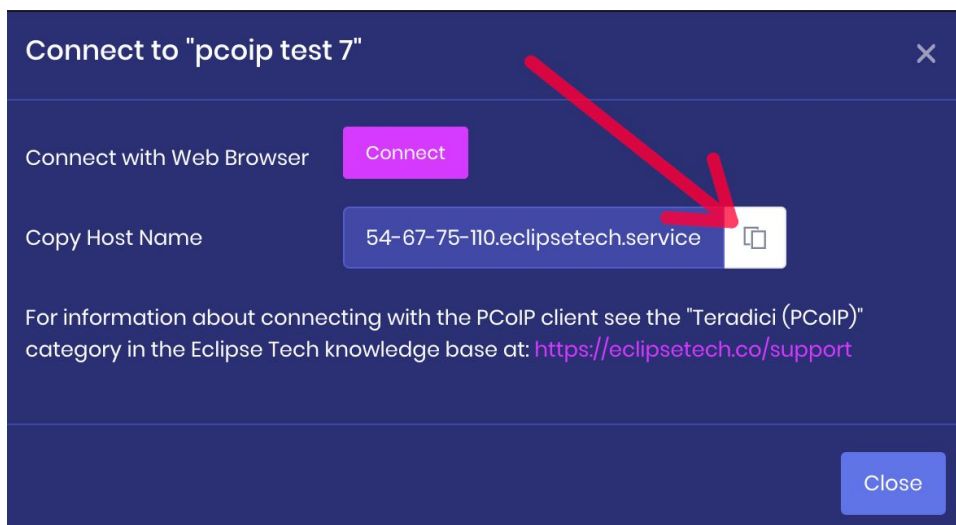 Connect to "pcoip test 7"
Connect with Web Browser
Connect
Copy Host Name
54-67-75-110.eclipsetech.service
For information about connecting with the PCoIP client see the "Teradici (PCoIP)"
category in the Eclipse Tech knowledge base at: https://eclipsetech.co/support
Close